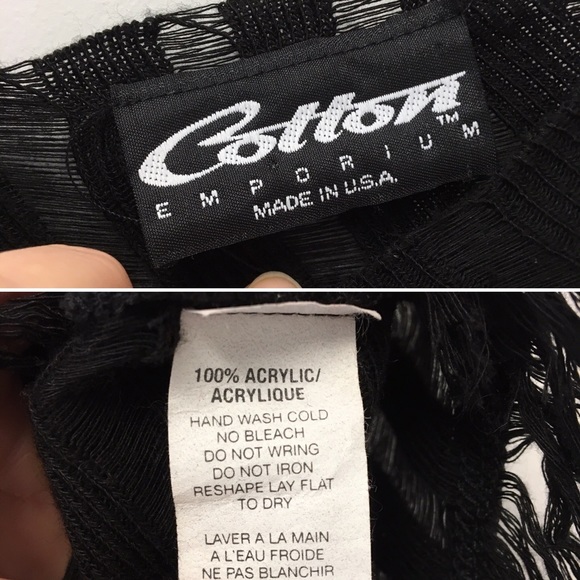 Cotton
EMPORIUM™
MADE IN U.S.A.
100% ACRYLIC/
ACRYLIQUE
HAND WASH COLD
NO BLEACH
DO NOT WRING
DO NOT IRON
RESHAPE LAY FLAT
TO DRY
LAVER A LA MAIN
A L'EAU FROIDE
NE PAS BLANCHIR